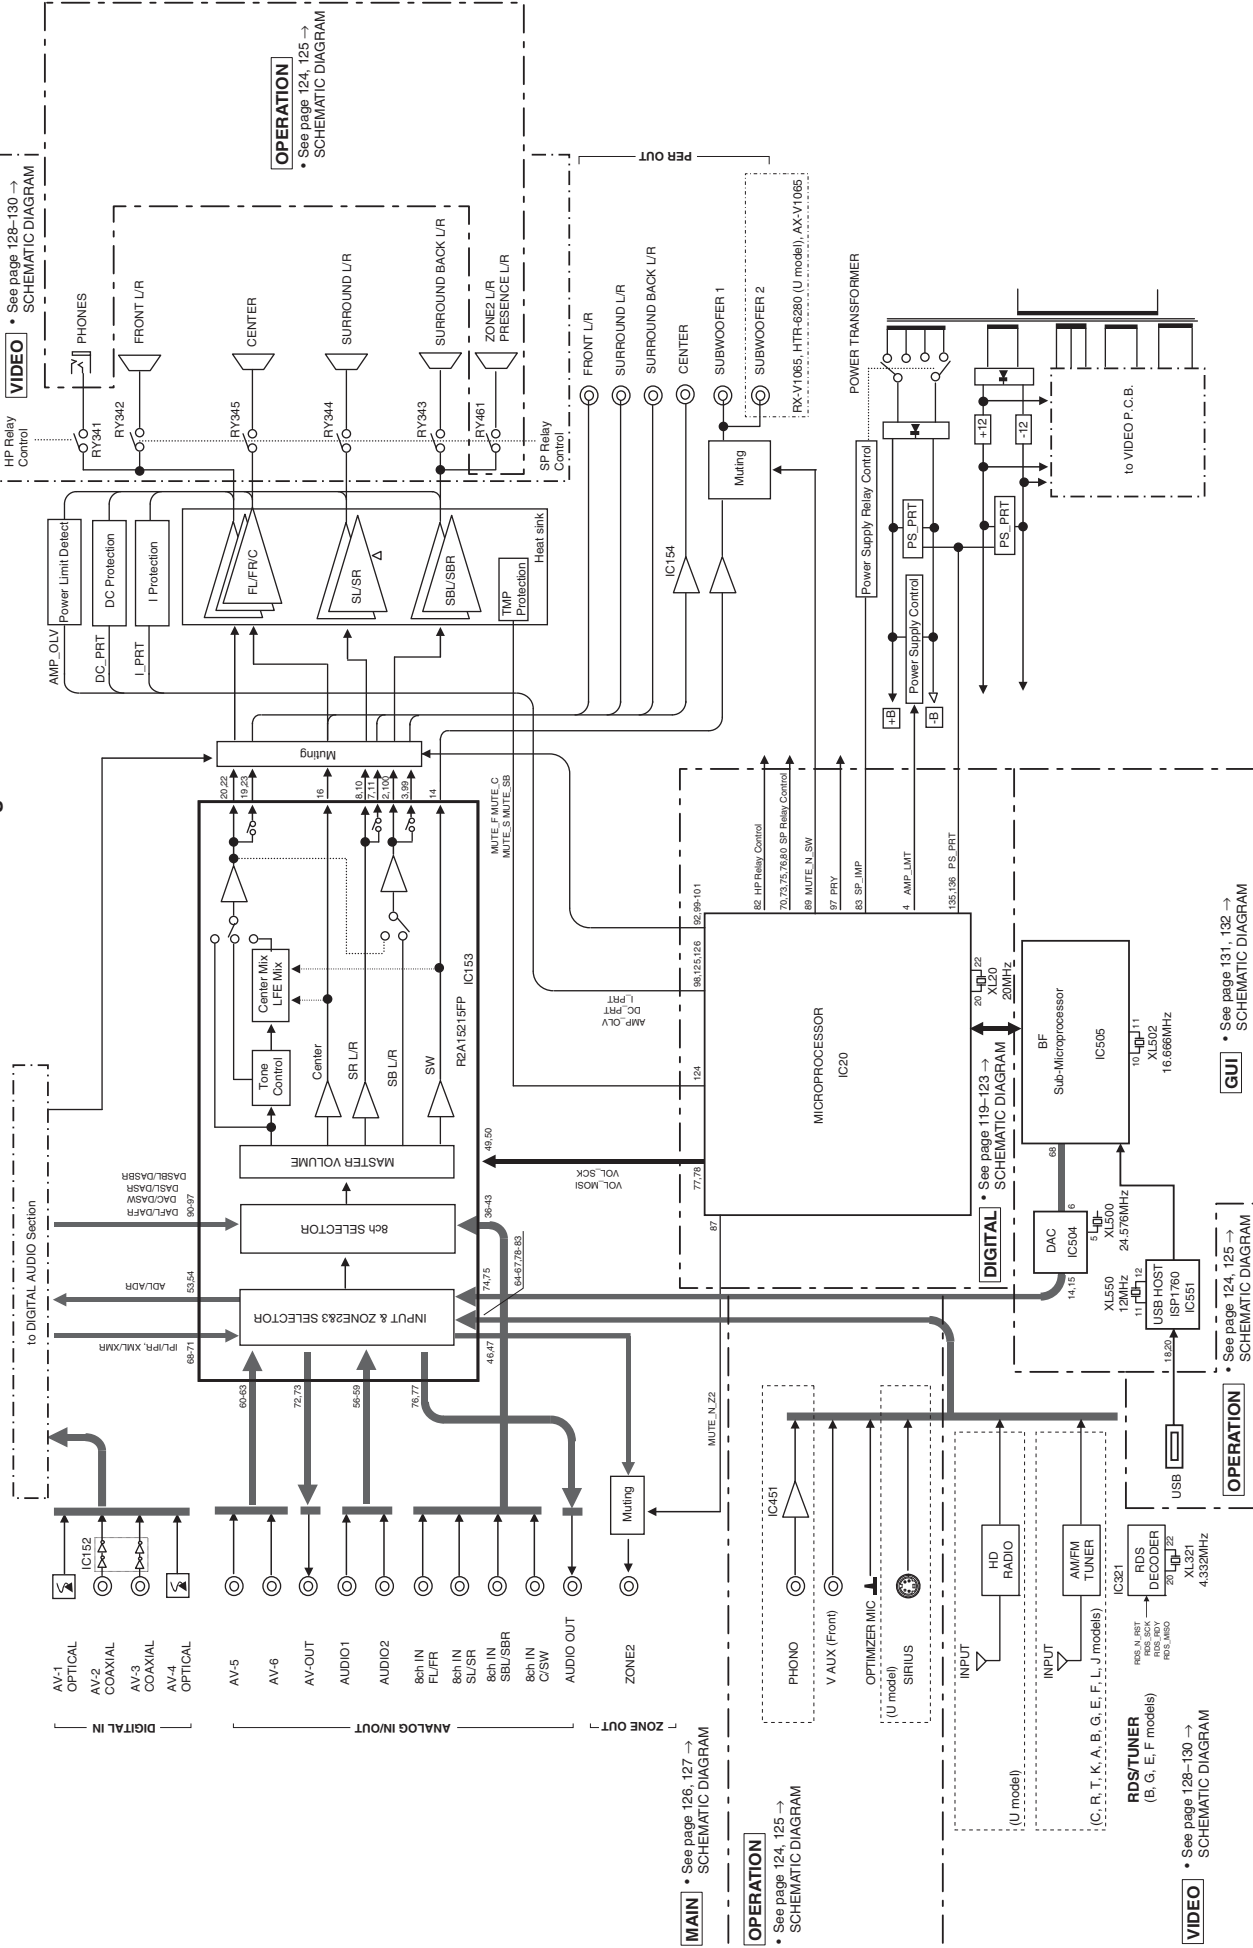 to DIGITAL AUDIO Section
DIGITAL IN
AV-1
OPTICAL
AV-2
COAXIAL
AV-3
COAXIAL
AV-4
OPTICAL
IC152
ANALOG IN/OUT
AV-5
AV-6
AV-OUT
AUDIO1
AUDIO2
8ch IN
FL/FR
8ch IN
SL/SR
8ch IN
SBL/SBR
8ch IN
C/SW
AUDIO OUT
ZONE OUT
ZONE2
Muting
MUTE_N_Z2
IPL/IPR, XML/XMR
68-71
ADL/ADR
53,54
DAFL/DAFR
DAC/DASW
DASL/DASR
DASBL/DASBR
90-97
60-63
72,73
56-59
76,77
46,47
74,75
64-67,78-83
36-43
49,50
INPUT & ZONE2&3 SELECTOR
8ch SELECTOR
MASTER VOLUME
Tone
Control
Center Mix
LFE Mix
Center
SR L/R
SB L/R
SW
R2A15215FP
IC153
20,22
19,23
16
8,10
7,11
2,100
3,99
14
Muting
AMP_OLV
DC_PRT
I_PRT
Power Limit Detect
DC Protection
I Protection
FL/FR/C
SL/SR
SBL/SBR
TMP
Protection
Heat sink
HP Relay
Control
RY341
RY342
RY345
RY344
RY343
RY461
SP Relay
Control
VIDEO
• See page 128–130 →
SCHEMATIC DIAGRAM
PHONES
FRONT L/R
CENTER
SURROUND L/R
SURROUND BACK L/R
ZONE2 L/R
PRESENCE L/R
OPERATION
• See page 124, 125 →
SCHEMATIC DIAGRAM
PER OUT
FRONT L/R
SURROUND L/R
SURROUND BACK L/R
CENTER
SUBWOOFER 1
SUBWOOFER 2
RX-V1065, HTR-6280 (U model), AX-V1065
IC154
Muting
MUTE_F MUTE_C
MUTE_S MUTE_SB
VOL_MOSI
VOL_SCK
77,78
87
124
AMP_OLV
DC_PRT
I_PRT
98,125,126
92,99-101
MICROPROCESSOR
IC20
82 HP Relay Control
70,73,75,76,80 SP Relay Control
89 MUTE_N_SW
97 PRY
83 SP_IMP
4 AMP_LMT
135,136 PS_PRT
20 22
XL20
20MHz
DIGITAL
• See page 119–123 →
SCHEMATIC DIAGRAM
POWER TRANSFORMER
Power Supply Relay Control
Power Supply Control
PS_PRT
PS_PRT
+B
-B
+12
-12
to VIDEO P.C.B.
BF
Sub-Microprocessor
IC505
10 11
XL502
16.666MHz
68
DAC
IC504
6
5
XL500
24.576MHz
14,15
XL550
12MHz
11 12
USB HOST
ISP1760
IC551
18,20
USB
GUI
• See page 131, 132 →
SCHEMATIC DIAGRAM
OPERATION
• See page 124, 125 →
SCHEMATIC DIAGRAM
MAIN
• See page 126, 127 →
SCHEMATIC DIAGRAM
OPERATION
• See page 124, 125 →
SCHEMATIC DIAGRAM
PHONO
IC451
V AUX (Front)
OPTIMIZER MIC
(U model)
SIRIUS
INPUT
HD
RADIO
(U model)
INPUT
AM/FM
TUNER
(C, R, T, K, A, B, G, E, F, L, J models)
RDS/TUNER
(B, G, E, F models)
IC321
RDS
DECODER
RDS_N_RST
RDS_SCK
RDS_RDY
RDS_MISO
20 22
XL321
4.332MHz
VIDEO
• See page 128–130 →
SCHEMATIC DIAGRAM